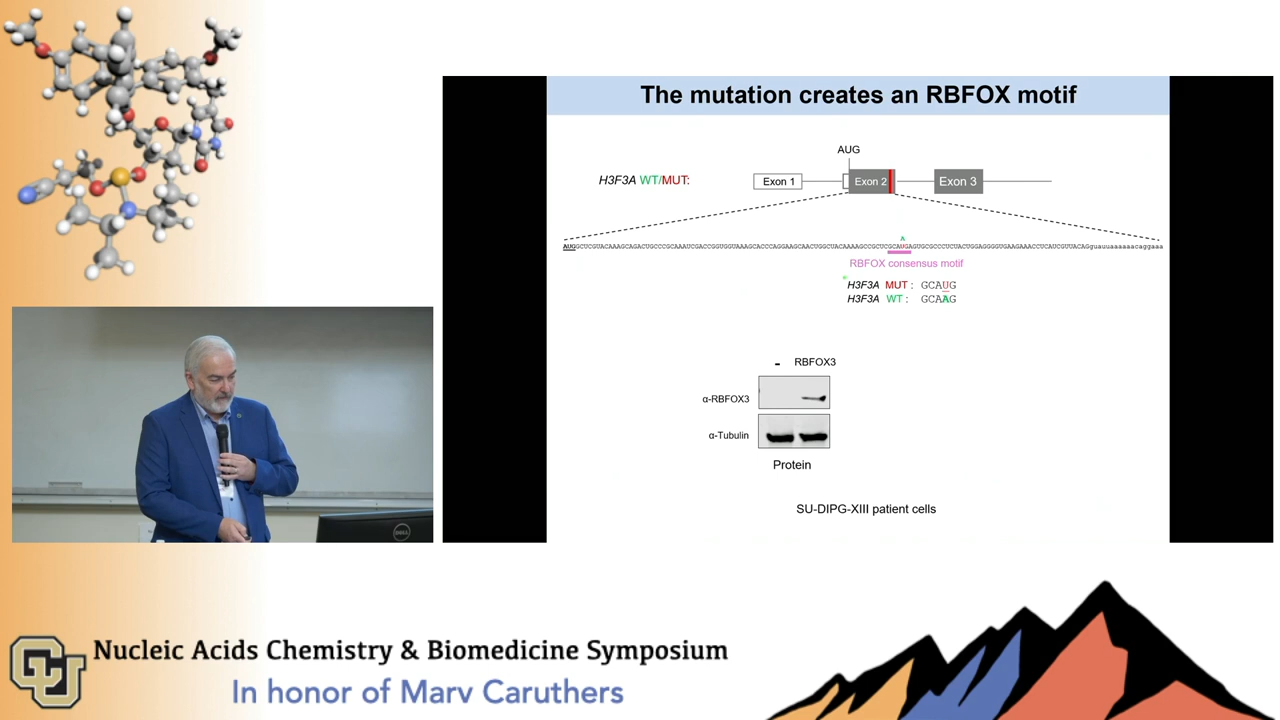 The mutation creates an RBFOX motif
AUG
H3F3A WT/MUT:
Exon 1
Exon 2
Exon 3
^
RBFOX consensus motif
H3F3A MUT : GCAUG
H3F3A WT : GCAAG
- RBFOX3
α-RBFOX3
α-Tubulin
Protein
SU-DIPG-XIII patient cells
DELL
CU
Nucleic Acids Chemistry & Biomedicine Symposium
In honor of Marv Caruthers